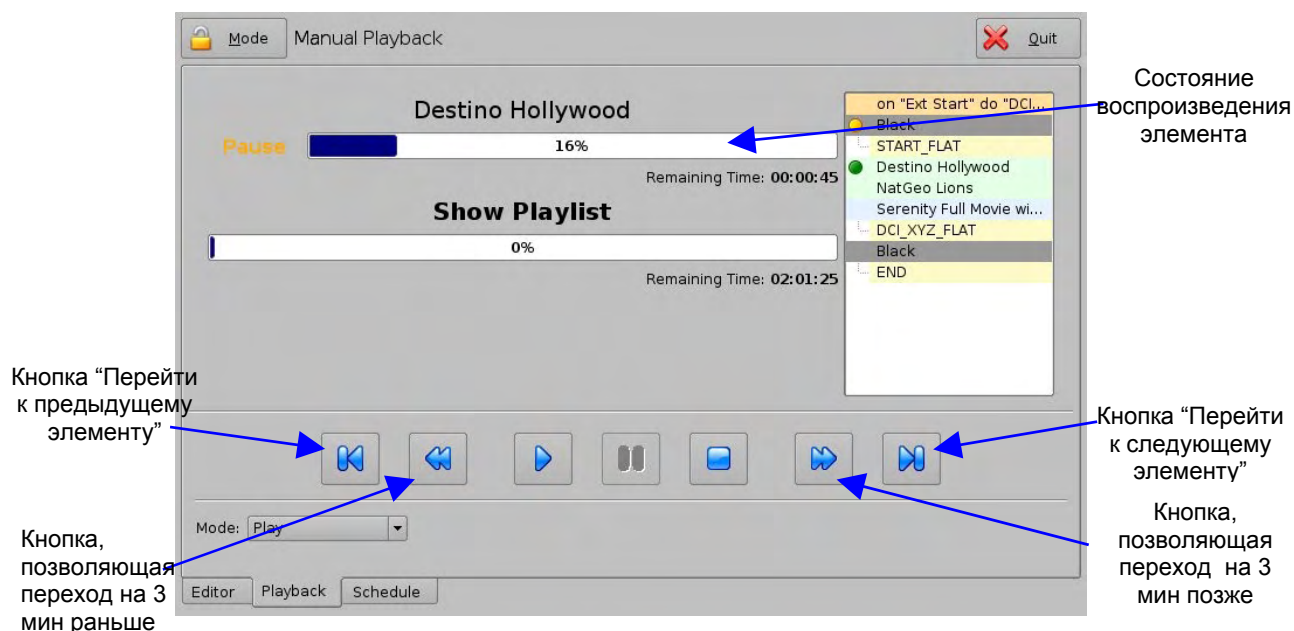 Mode
Manual Playback
Quit
Состояние
воспроизведения
элемента
Destino Hollywood
Pause
16%
Remaining Time: 00:00:45
Show Playlist
0%
Remaining Time: 02:01:25
on "Ext Start" do "DCI...
Black
START_FLAT
Destino Hollywood
NatGeo Lions
Serenity Full Movie wi...
DCI_XYZ_FLAT
Black
END
Кнопка “Перейти
к предыдущему
элементу”
Кнопка “Перейти
к следующему
элементу”
Mode: Play
Кнопка,
позволяющая
переход на 3
мин раньше
Кнопка,
позволяющая
переход на 3
мин позже
Editor
Playback
Schedule